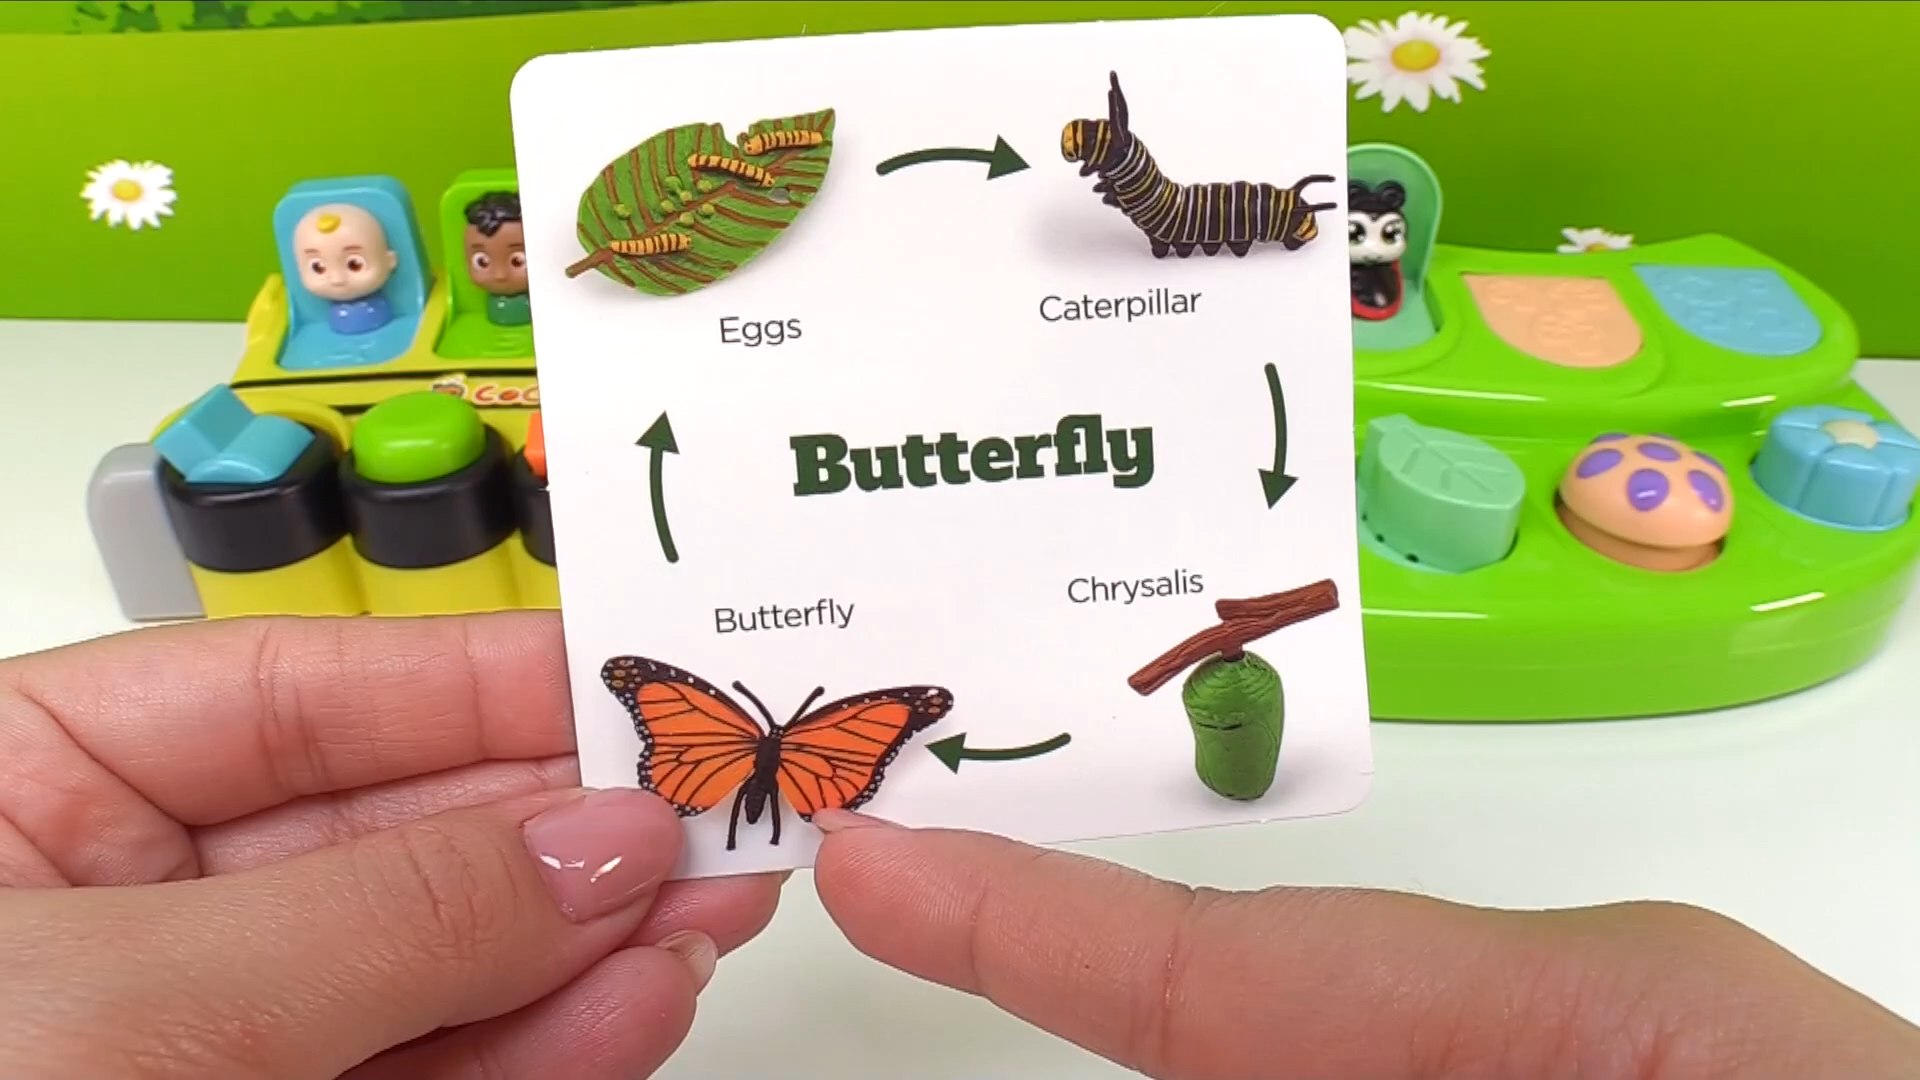 Eggs
Caterpillar
Butterfly
Butterfly
Chrysalis